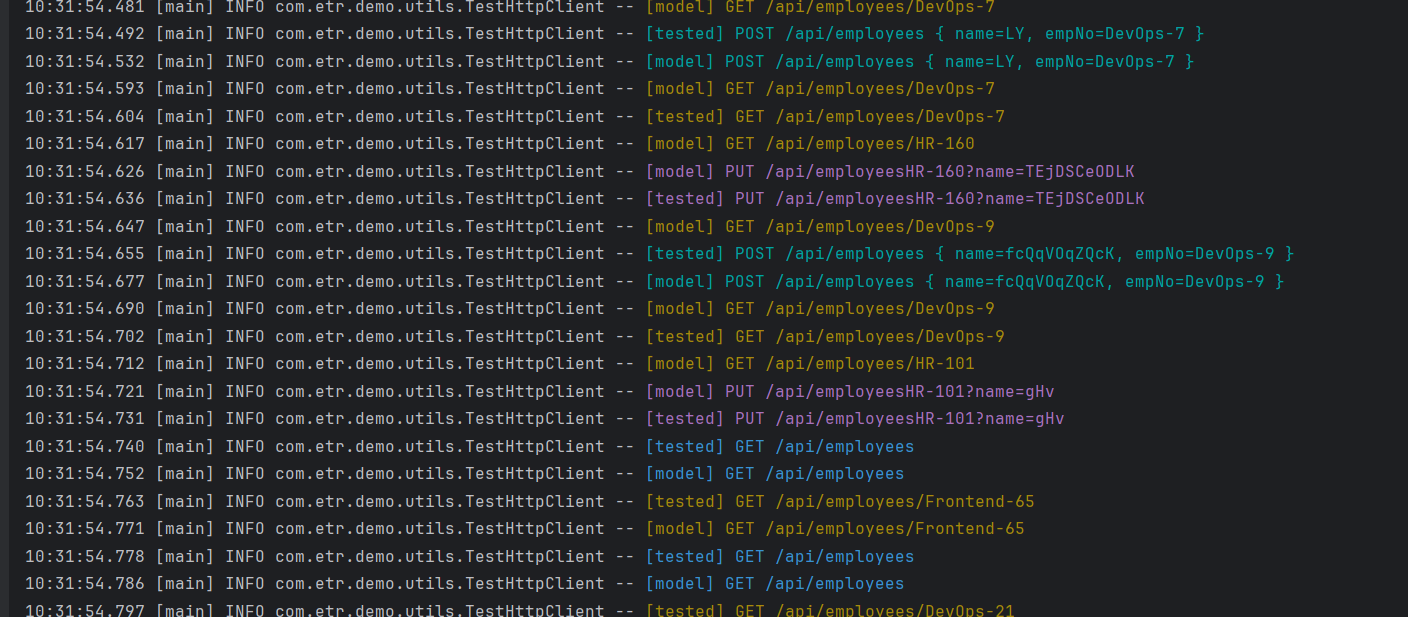 10:31:54.481 [main] INFO com.etr.demo.utils.TestHttpClient -- [model] GET /api/employees/DevOps-7
10:31:54.492 [main] INFO com.etr.demo.utils.TestHttpClient -- [tested] POST /api/employees { name=LY, empNo=DevOps-7 }
10:31:54.532 [main] INFO com.etr.demo.utils.TestHttpClient -- [model] POST /api/employees { name=LY, empNo=DevOps-7 }
10:31:54.593 [main] INFO com.etr.demo.utils.TestHttpClient -- [model] GET /api/employees/DevOps-7
10:31:54.604 [main] INFO com.etr.demo.utils.TestHttpClient -- [tested] GET /api/employees/DevOps-7
10:31:54.617 [main] INFO com.etr.demo.utils.TestHttpClient -- [model] GET /api/employees/HR-160
10:31:54.626 [main] INFO com.etr.demo.utils.TestHttpClient -- [model] PUT /api/employeesHR-160?name=TEjDSCeODLK
10:31:54.636 [main] INFO com.etr.demo.utils.TestHttpClient -- [tested] PUT /api/employeesHR-160?name=TEjDSCeODLK
10:31:54.647 [main] INFO com.etr.demo.utils.TestHttpClient -- [model] GET /api/employees/DevOps-9
10:31:54.655 [main] INFO com.etr.demo.utils.TestHttpClient -- [tested] POST /api/employees { name=fcQqVOqZQcK, empNo=DevOps-9 }
10:31:54.677 [main] INFO com.etr.demo.utils.TestHttpClient -- [model] POST /api/employees { name=fcQqVOqZQcK, empNo=DevOps-9 }
10:31:54.690 [main] INFO com.etr.demo.utils.TestHttpClient -- [model] GET /api/employees/DevOps-9
10:31:54.702 [main] INFO com.etr.demo.utils.TestHttpClient -- [tested] GET /api/employees/DevOps-9
10:31:54.712 [main] INFO com.etr.demo.utils.TestHttpClient -- [model] GET /api/employees/HR-101
10:31:54.721 [main] INFO com.etr.demo.utils.TestHttpClient -- [model] PUT /api/employeesHR-101?name=gHv
10:31:54.731 [main] INFO com.etr.demo.utils.TestHttpClient -- [tested] PUT /api/employeesHR-101?name=gHv
10:31:54.740 [main] INFO com.etr.demo.utils.TestHttpClient -- [tested] GET /api/employees
10:31:54.752 [main] INFO com.etr.demo.utils.TestHttpClient -- [model] GET /api/employees
10:31:54.763 [main] INFO com.etr.demo.utils.TestHttpClient -- [tested] GET /api/employees/Frontend-65
10:31:54.771 [main] INFO com.etr.demo.utils.TestHttpClient -- [model] GET /api/employees/Frontend-65
10:31:54.778 [main] INFO com.etr.demo.utils.TestHttpClient -- [tested] GET /api/employees
10:31:54.786 [main] INFO com.etr.demo.utils.TestHttpClient -- [model] GET /api/employees
10:31:54.797 [main] INFO com.etr.demo.utils.TestHttpClient -- [tested] GET /api/employees/DevOps-21